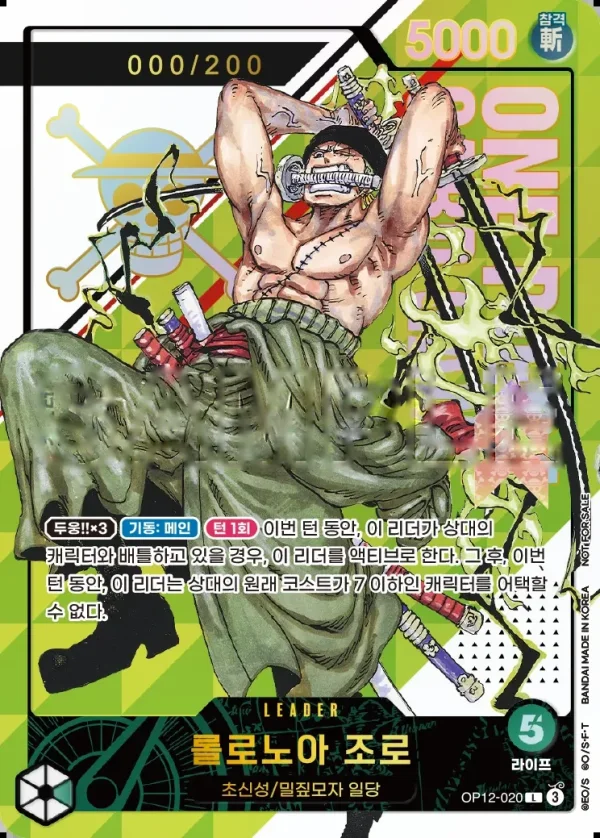 000/200
5000
참격
斬
두웅!!×3 기동: 메인 턴 1회 이번 턴 동안, 이 리더가 상대의
캐릭터와 배틀하고 있을 경우, 이 리더를 액티브로 한다. 그 후, 이번
턴 동안, 이 리더는 상대의 원래 코스트가 7 이하인 캐릭터를 어택할
수 없다.
LEADER
롤로노아 조로
초신성/밀짚모자 일당
5
라이프
OP12-020 L 3
©EO/S ©O/S·F·T BANDAI MADE IN KOREA NOT FOR SALE